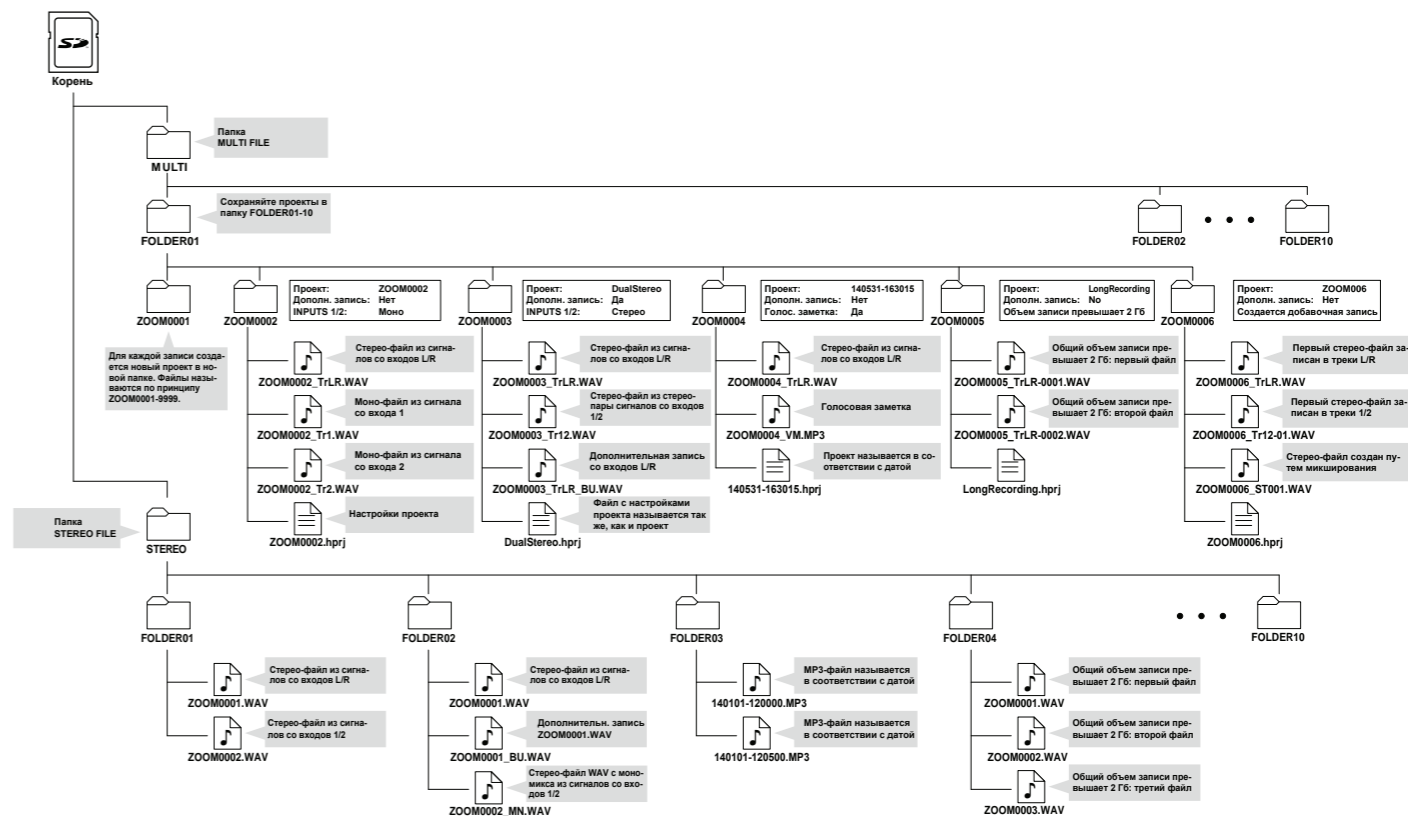 SD
Корень
Папка
MULTI FILE
MULTI
Сохраняйте проекты в
папку FOLDER01-10
FOLDER01
FOLDER02
• • •
FOLDER10
ZOOM0001
Для каждой записи созда-
ется новый проект в но-
вой папке. Файлы назы-
ваются по принципу
ZOOM0001-9999.
ZOOM0002
Проект: ZOOM0002
Дополн. запись: Нет
INPUTS 1/2: Моно
Стерео-файл из сигна-
лов со входов L/R
ZOOM0002_TrLR.WAV
Моно-файл из сигнала
со входа 1
ZOOM0002_Tr1.WAV
Моно-файл из сигнала
со входа 2
ZOOM0002_Tr2.WAV
Настройки проекта
ZOOM0002.hprj
ZOOM0003
Проект: DualStereo
Дополн. запись: Да
INPUTS 1/2: Стерео
Стерео-файл из сигна-
лов со входов L/R
ZOOM0003_TrLR.WAV
Стерео-файл из стерео-
пары сигналов со входов
1/2
ZOOM0003_Tr12.WAV
Дополнительная запись
со входов L/R
ZOOM0003_TrLR_BU.WAV
Файл с настройками
проекта называется так
же, как и проект
DualStereo.hprj
ZOOM0004
Проект: 140531-163015
Дополн. запись: Нет
Голос. заметка: Да
Стерео-файл из сигна-
лов со входов L/R
ZOOM0004_TrLR.WAV
Голосовая заметка
ZOOM0004_VM.MP3
Проект называется в со-
ответствии с датой
140531-163015.hprj
ZOOM0005
Проект: LongRecording
Дополн. запись: No
Объем записи превышает 2 Гб
Общий объем записи пре-
вышает 2 Гб: первый файл
ZOOM0005_TrLR-0001.WAV
Общий объем записи пре-
вышает 2 Гб: второй файл
ZOOM0005_TrLR-0002.WAV
LongRecording.hprj
ZOOM0006
Проект: ZOOM006
Дополн. запись: Нет
Создается добавочная запись
Первый стерео-файл за-
писан в треки L/R
ZOOM0006_TrLR.WAV
Первый стерео-файл за-
писан в треки 1/2
ZOOM0006_Tr12-01.WAV
Стерео-файл создан пу-
тем микширования
ZOOM0006_ST001.WAV
ZOOM0006.hprj
Папка
STEREO FILE
STEREO
FOLDER01
Стерео-файл из сигна-
лов со входов L/R
ZOOM0001.WAV
Стерео-файл из сигна-
лов со входов 1/2
ZOOM0002.WAV
FOLDER02
Стерео-файл из сигна-
лов со входов L/R
ZOOM0001.WAV
Дополнительн. запись
ZOOM0001.WAV
ZOOM0001_BU.WAV
Стерео-файл WAV с моно-
микса из сигналов со вхо-
дов 1/2
ZOOM0002_MN.WAV
FOLDER03
MP3-файл называется
в соответствии с датой
140101-120000.MP3
MP3-файл называется
в соответствии с датой
140101-120500.MP3
FOLDER04
Общий объем записи пре-
вышает 2 Гб: первый файл
ZOOM0001.WAV
Общий объем записи пре-
вышает 2 Гб: второй файл
ZOOM0002.WAV
Общий объем записи пре-
вышает 2 Гб: третий файл
ZOOM0003.WAV
• • •
FOLDER10